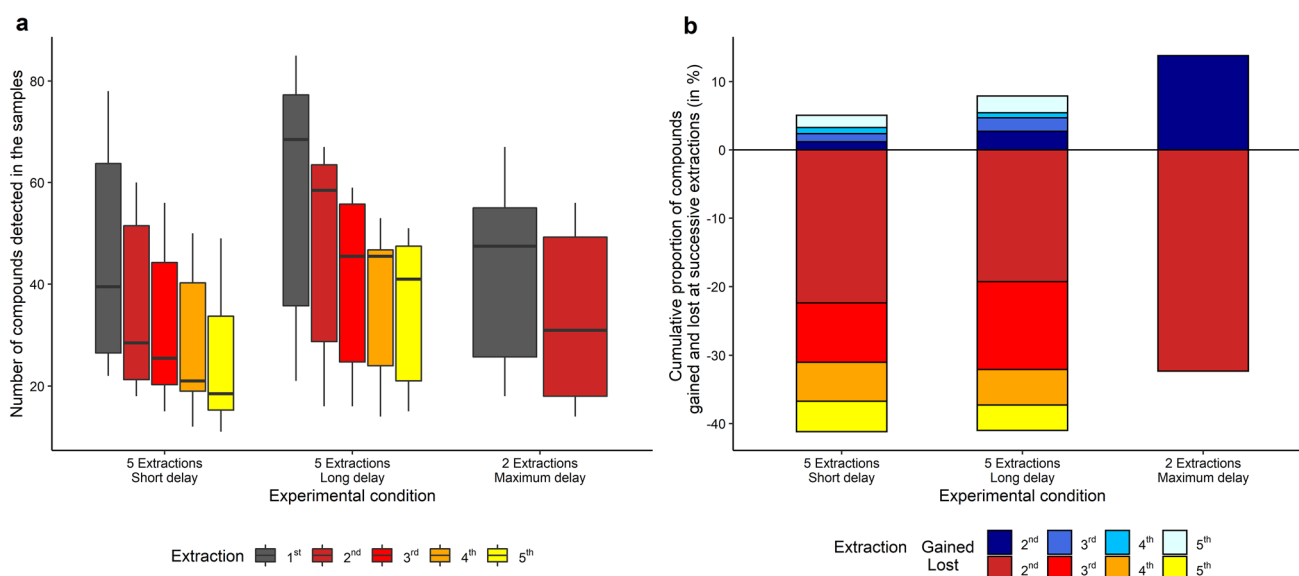 a
Number of compounds detected in the samples
80
60
40
20
5 Extractions
Short delay
5 Extractions
Long delay
2 Extractions
Maximum delay
Experimental condition
Extraction 1st 2nd 3rd 4th 5th
b
Cumulative proportion of compounds
gained and lost at successive extractions (in %)
10
0
-10
-20
-30
-40
5 Extractions
Short delay
5 Extractions
Long delay
2 Extractions
Maximum delay
Experimental condition
Extraction Gained 2nd 3rd 4th 5th
Lost 2nd 3rd 4th 5th